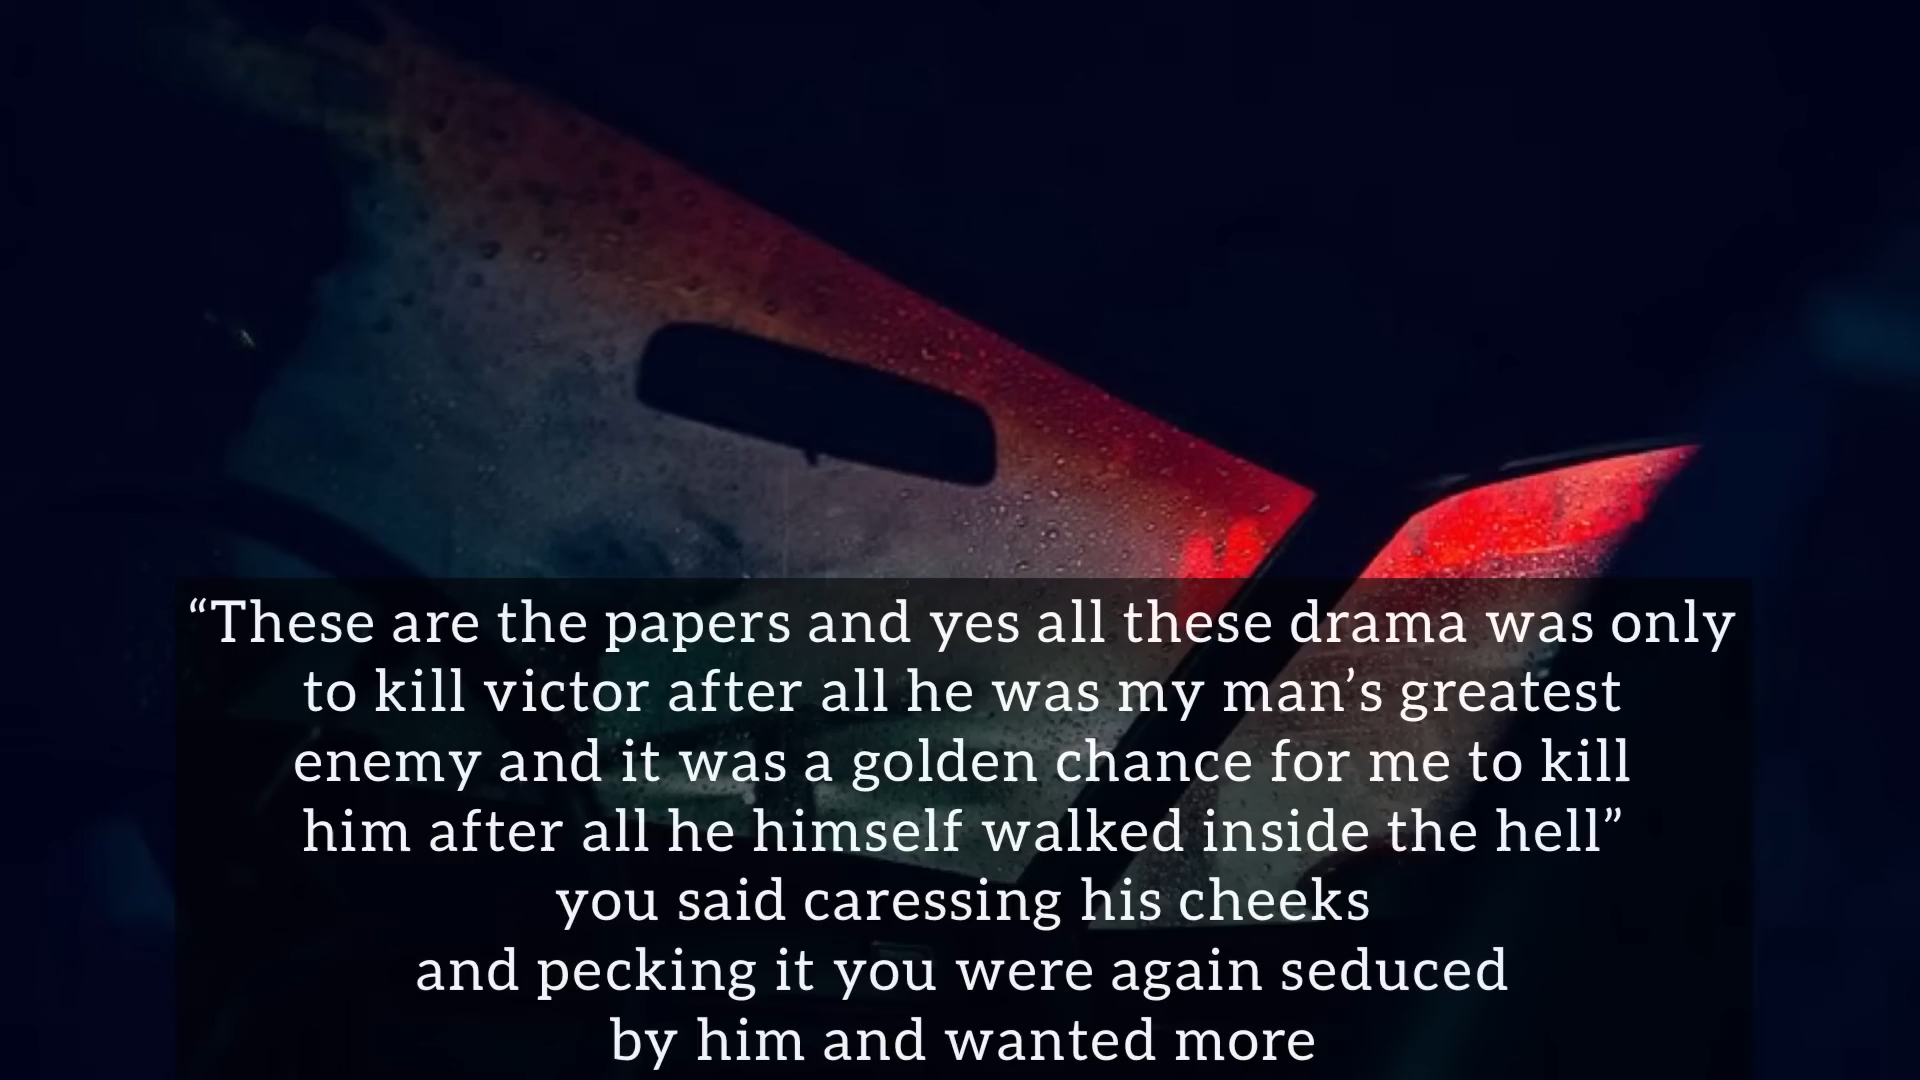 “These are the papers and yes all these drama was only
to kill victor after all he was my man’s greatest
enemy and it was a golden chance for me to kill
him after all he himself walked inside the hell”
you said caressing his cheeks
and pecking it you were again seduced
by him and wanted more